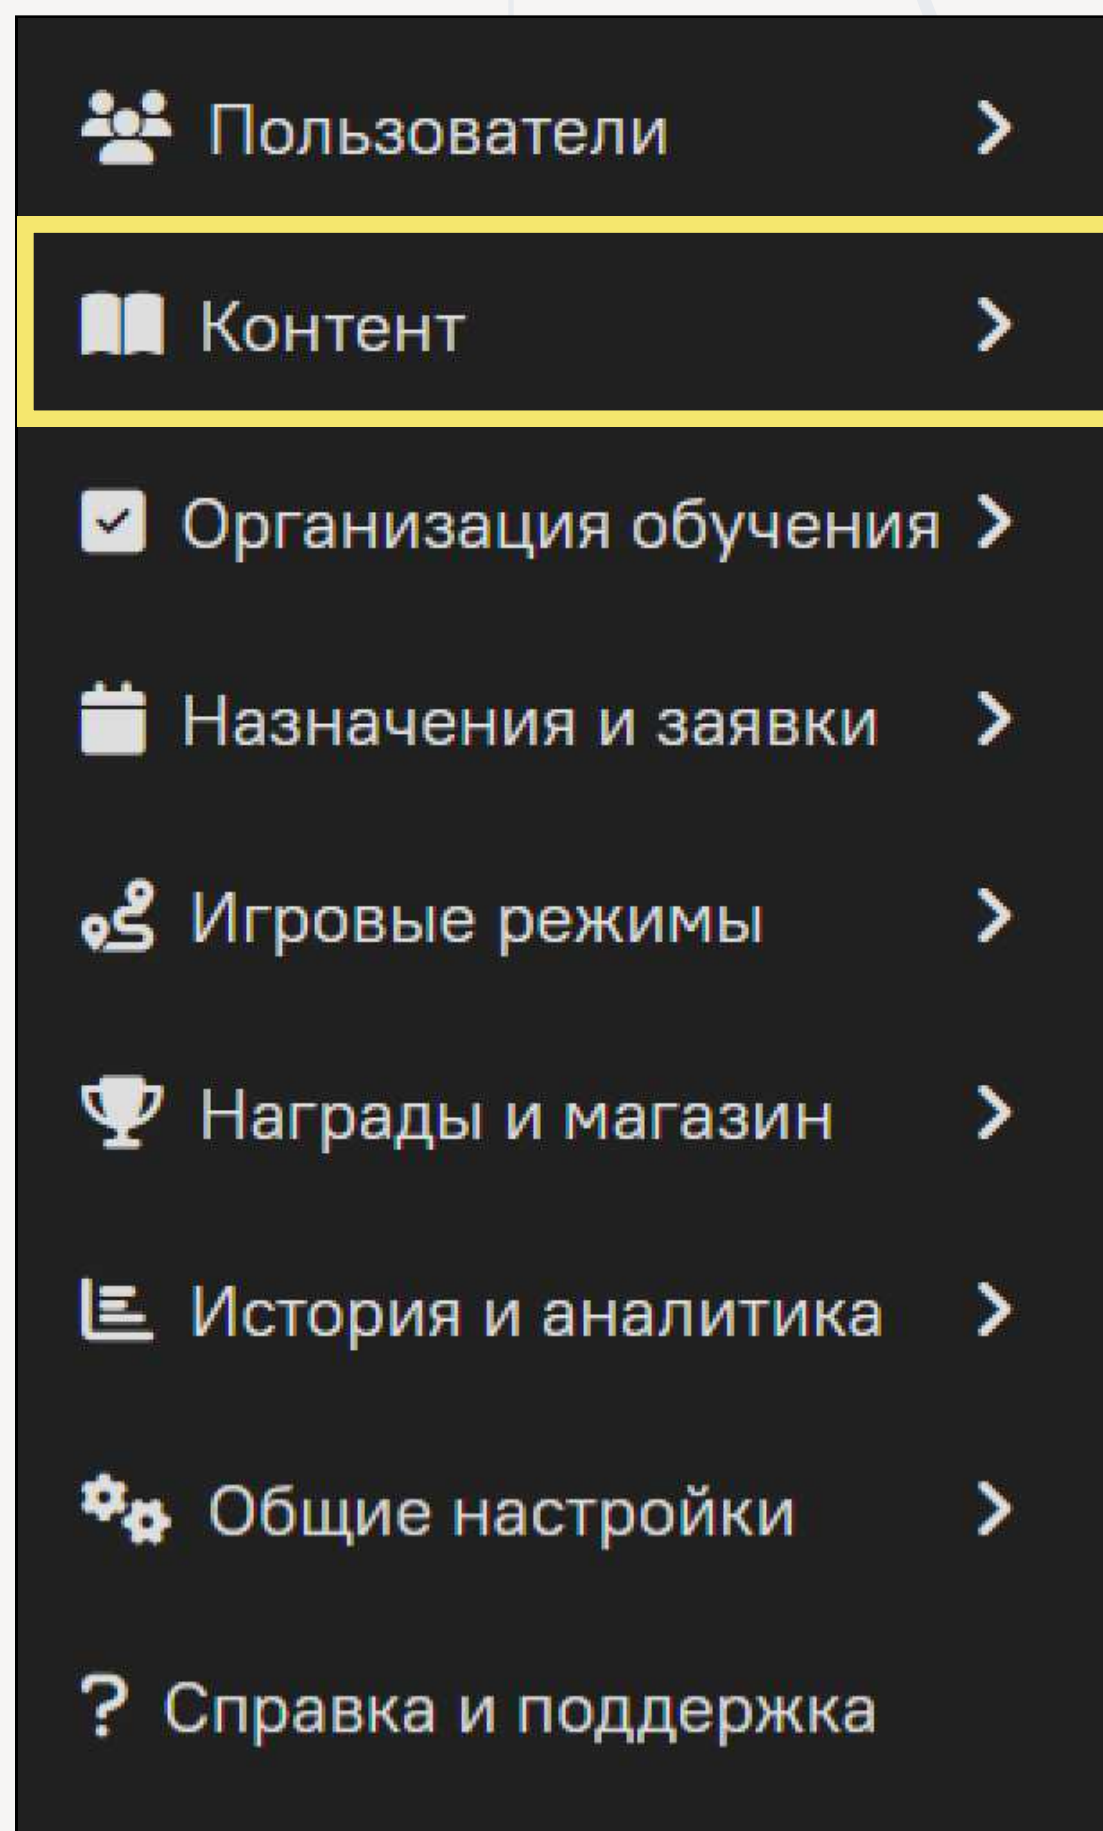 Пользователи
Контент
Организация обучения
Назначения и заявки
Игровые режимы
Награды и магазин
История и аналитика
Общие настройки
? Справка и поддержка